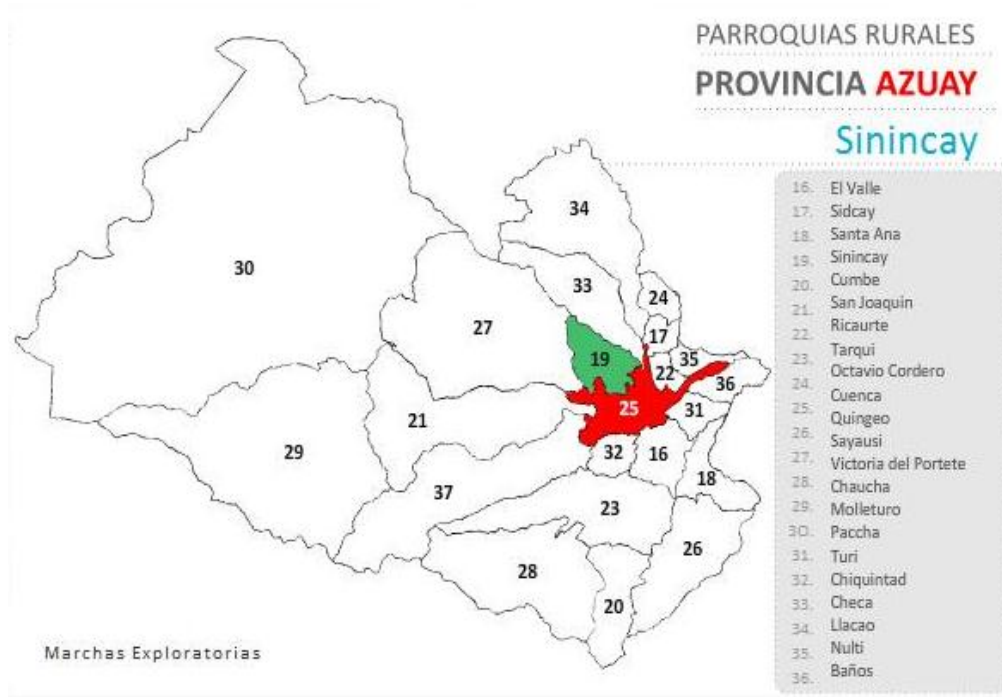 PARROQUIAS RURALES
PROVINCIA AZUAY
Sinincay
34
30
33
24
27
17
19
35
22
36
25
31
21
29
32
16
37
18
23
26
28
20
16. El Valle
17. Sidcay
18. Santa Ana
19. Sinincay
20. Cumbe
21. San Joaquin
22. Ricaurte
23. Tarqui
24. Octavio Cordero
25. Cuenca
26. Quingeo
27. Sayausi
28. Victoria del Portete
29. Chaucha
30. Molleturo
31. Paccha
32. Turi
33. Chiquintad
34. Checa
35. Llacao
36. Nulti
Baños
Marchas Exploratorias